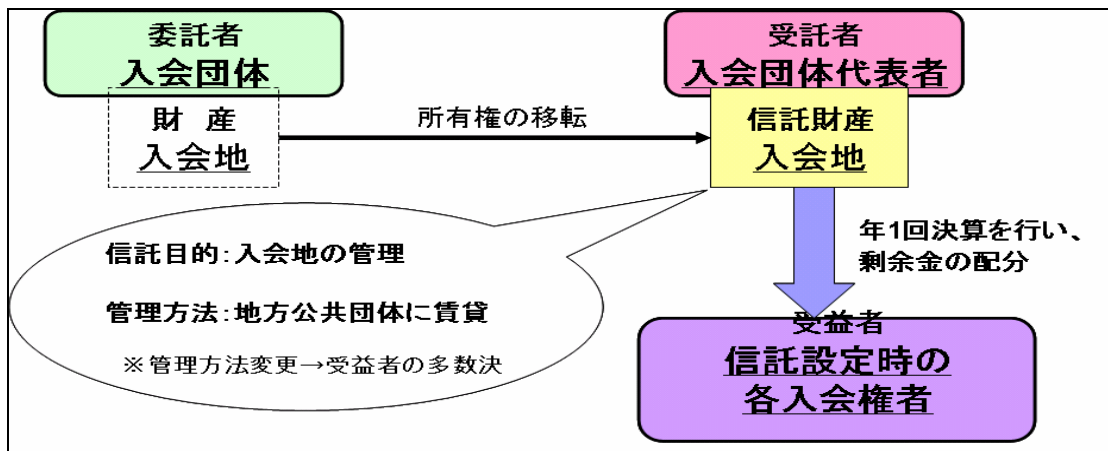 委託者
入会団体
財 産
入会地
所有権の移転
受託者
入会団体代表者
信託財産
入会地
信託目的:入会地の管理
管理方法:地方公共団体に賃貸
※管理方法変更→受益者の多数決
年1回決算を行い、
剰余金の配分
受益者
信託設定時の
各入会権者